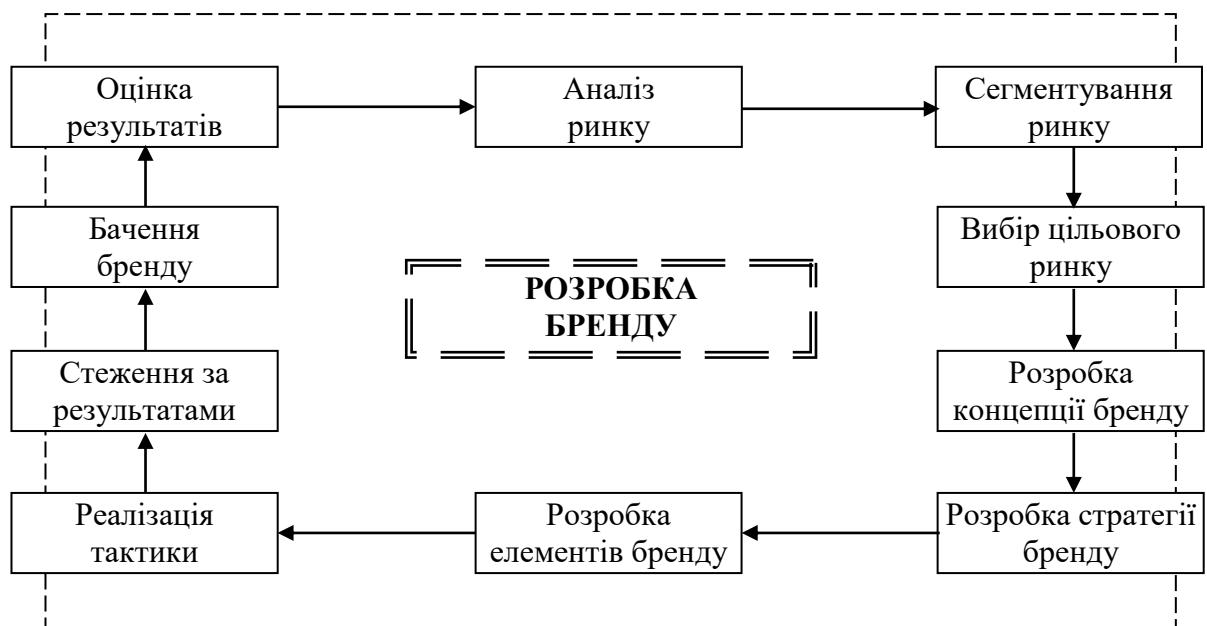 Оцінка
результатів
Аналіз
ринку
Сегментування
ринку
Бачення
бренду
Вибір цільового
ринку
РОЗРОБКА
БРЕНДУ
Стеження за
результатами
Розробка
концепції бренду
Реалізація
тактики
Розробка
елементів бренду
Розробка стратегії
бренду